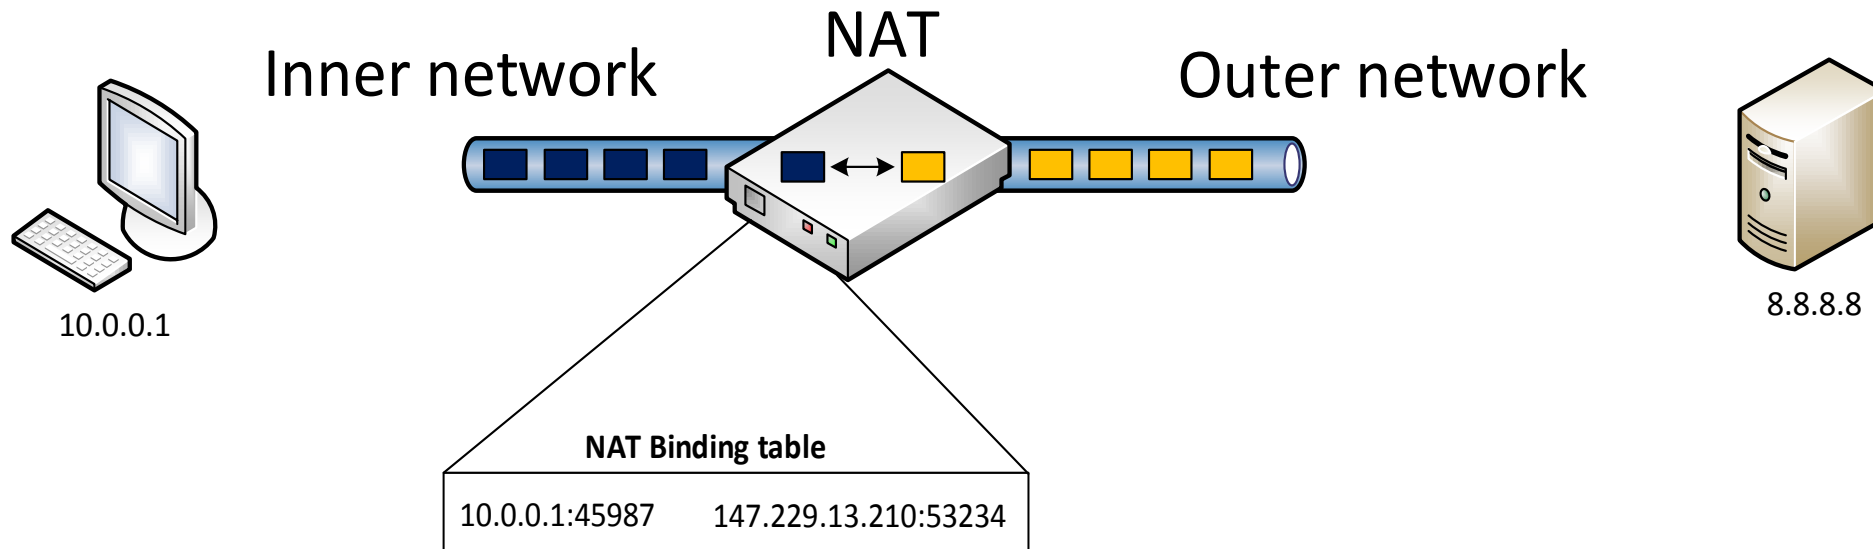 NAT
Inner network
Outer network
10.0.0.1
8.8.8.8
NAT Binding table
10.0.0.1:45987 147.229.13.210:53234